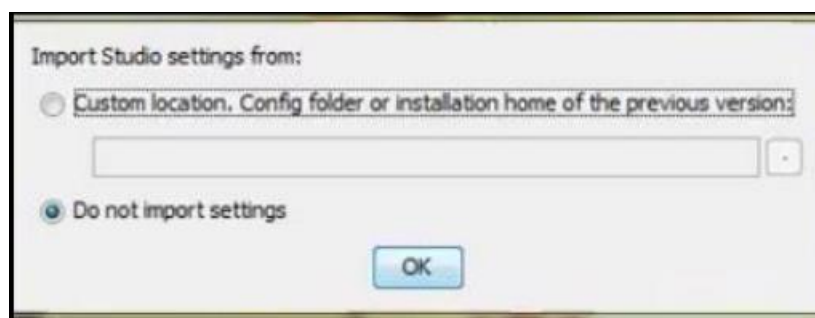 Import Studio settings from:
Custom location. Config folder or installation home of the previous version:
Do not import settings
OK